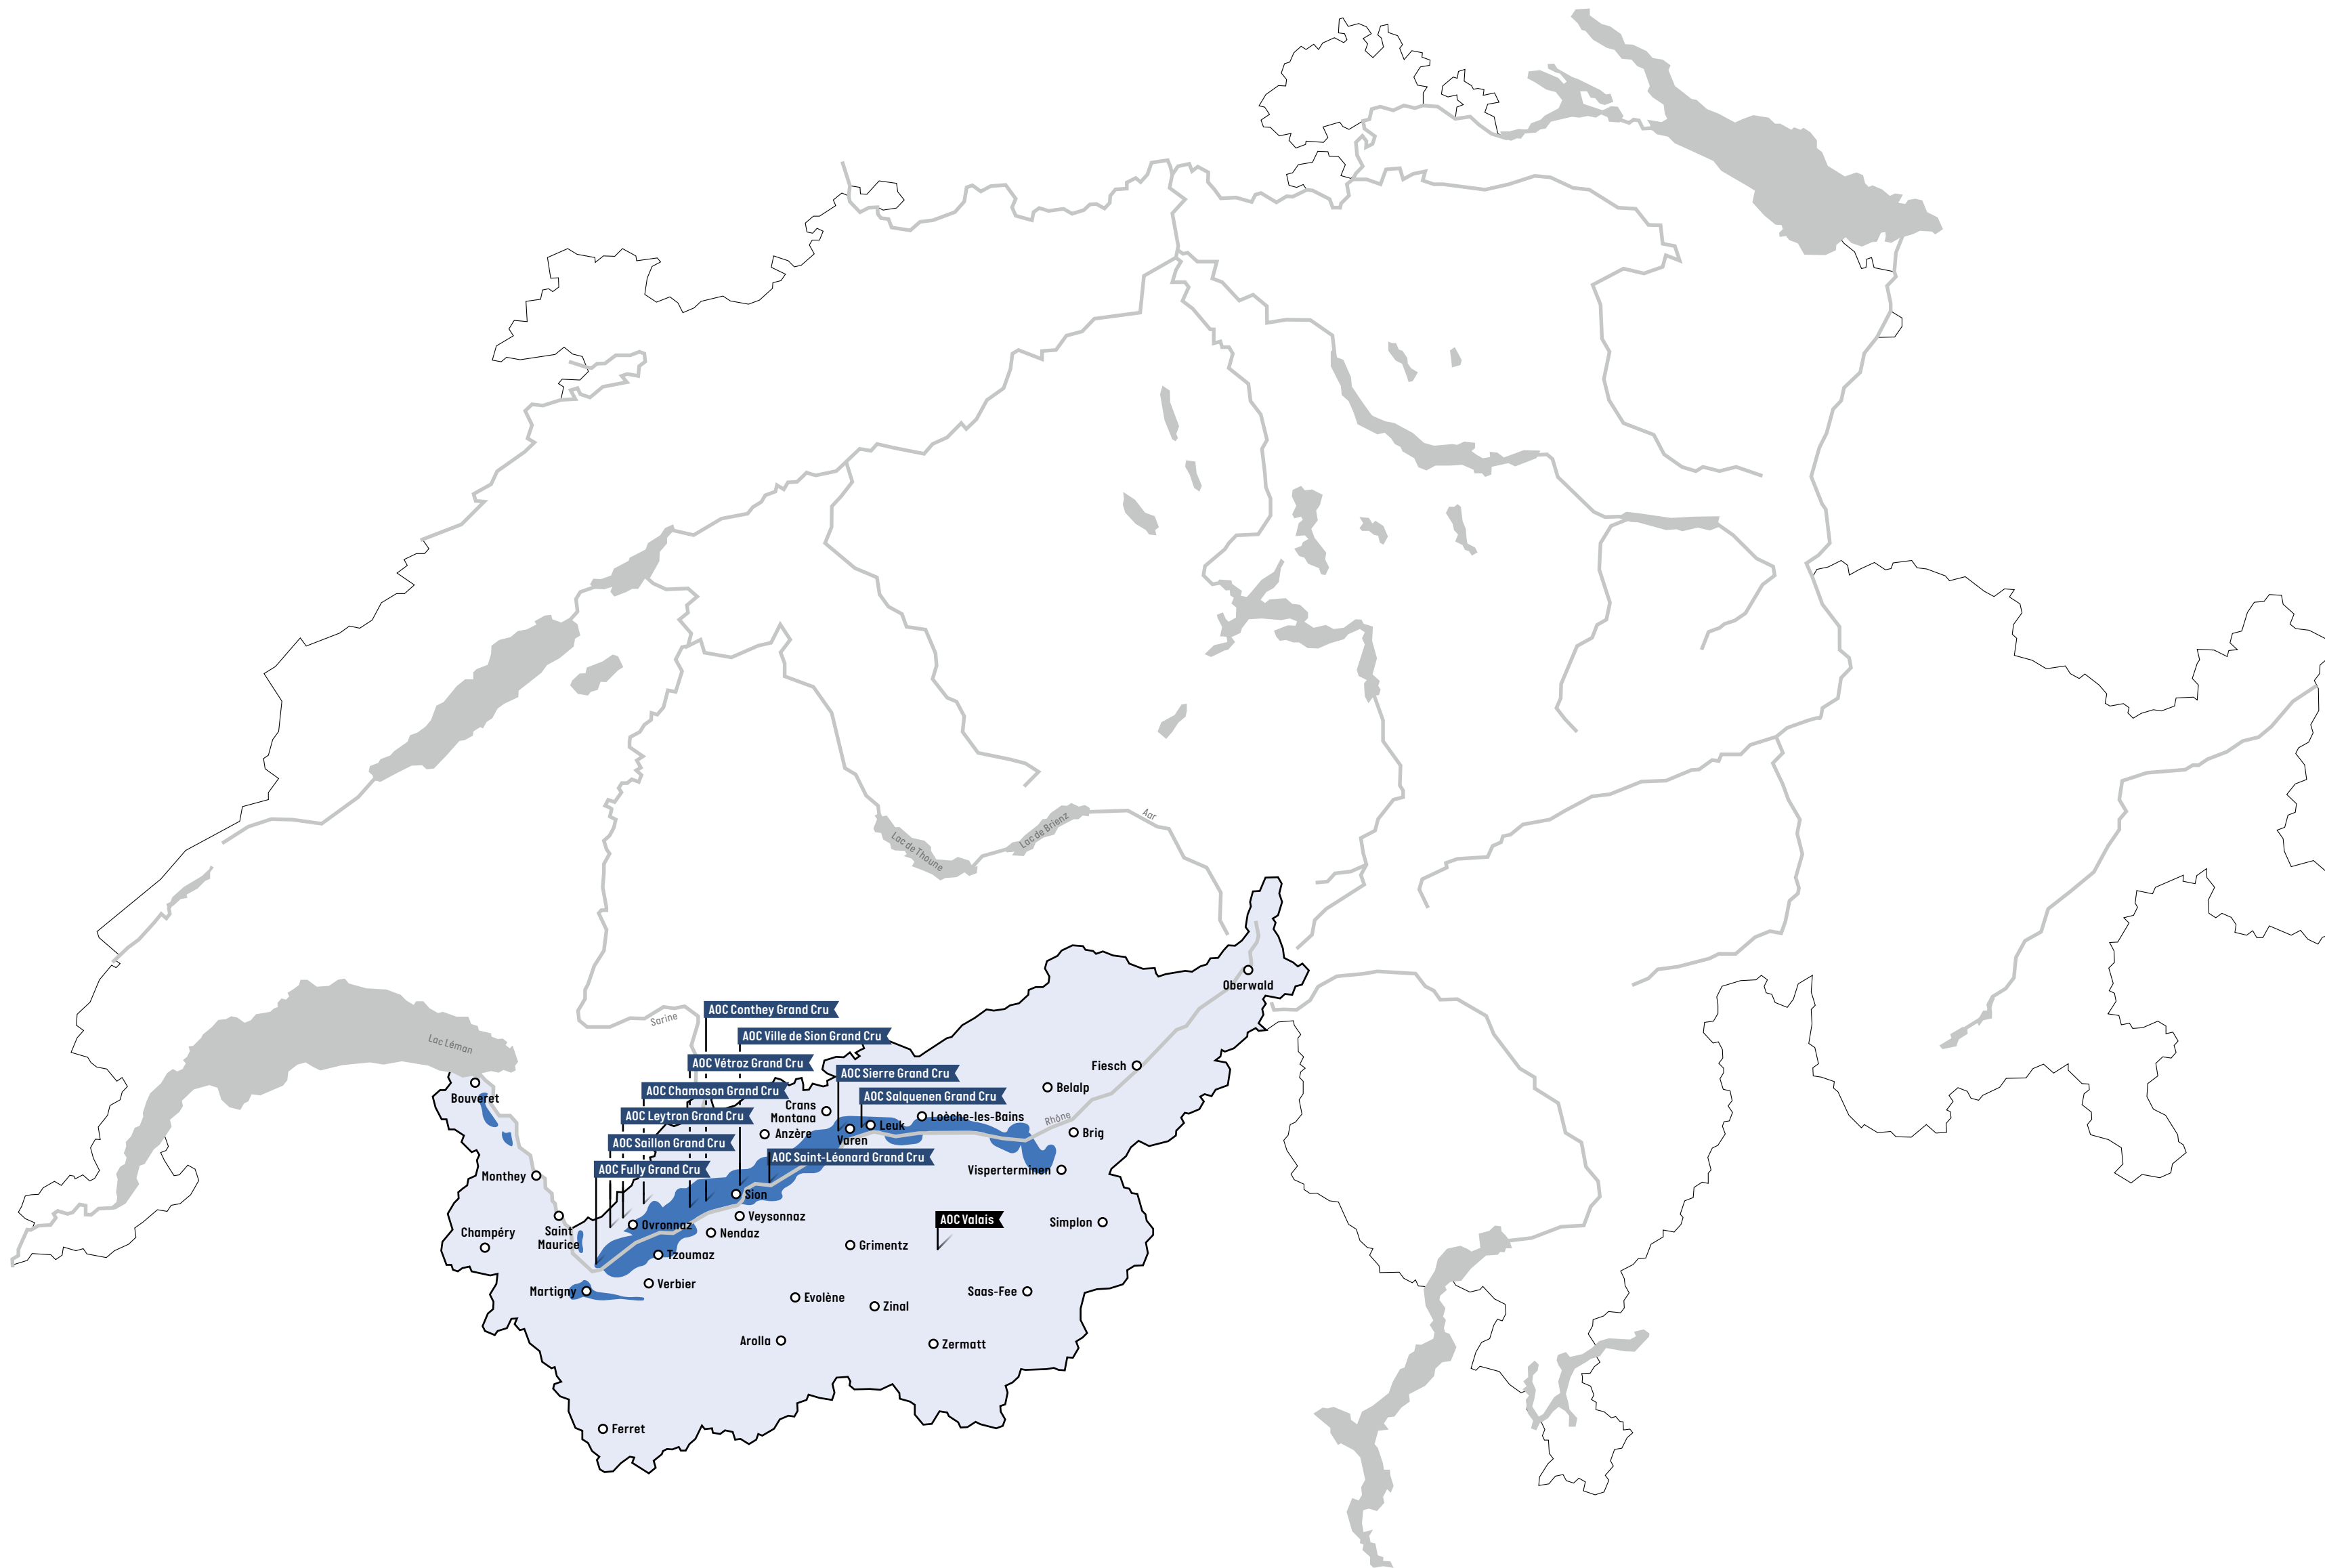 Lac de Thoune
Lac de Brienz
Aar
Oberwald
AOC Conthey Grand Cru
Sarine
AOC Ville de Sion Grand Cru
Lac Léman
AOC Vétroz Grand Cru
Fiesch
AOC Sierre Grand Cru
Bouveret
Belalp
AOC Chamoson Grand Cru
AOC Salquenen Grand Cru
Crans
Montana
AOC Leytron Grand Cru
Loèche-les-Bains
Rhône
Leuk
Anzère
Varen
Brig
AOC Saillon Grand Cru
AOC Saint-Léonard Grand Cru
AOC Fully Grand Cru
Visperterminen
Monthey
Sion
Veysonnaz
AOC Valais
Simplon
Saint
Maurice
Ovronnaz
Champéry
Nendaz
Grimentz
Tzoumaz
Verbier
Martigny
Saas-Fee
Evolène
Zinal
Arolla
Zermatt
Ferret